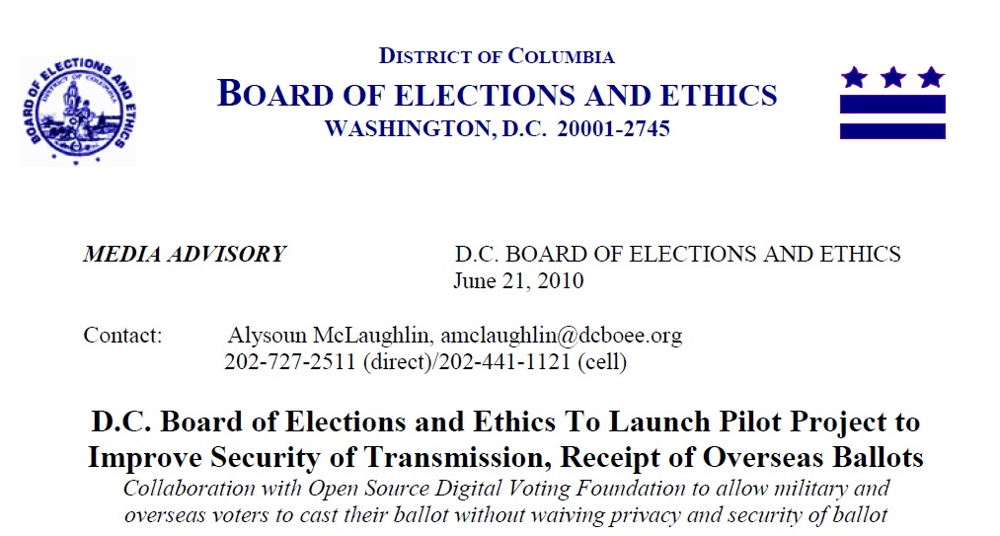 BOARD OF ELECTIONS AND ETHICS
DISTRICT OF COLUMBIA
DISTRICT OF COLUMBIA
BOARD OF ELECTIONS AND ETHICS
WASHINGTON, D.C. 20001-2745
MEDIA ADVISORY D.C. BOARD OF ELECTIONS AND ETHICS
June 21, 2010
Contact: Alysoun McLaughlin, amclaughlin@dcboee.org
202-727-2511 (direct)/202-441-1121 (cell)
D.C. Board of Elections and Ethics To Launch Pilot Project to
Improve Security of Transmission, Receipt of Overseas Ballots
Collaboration with Open Source Digital Voting Foundation to allow military and
overseas voters to cast their ballot without waiving privacy and security of ballot